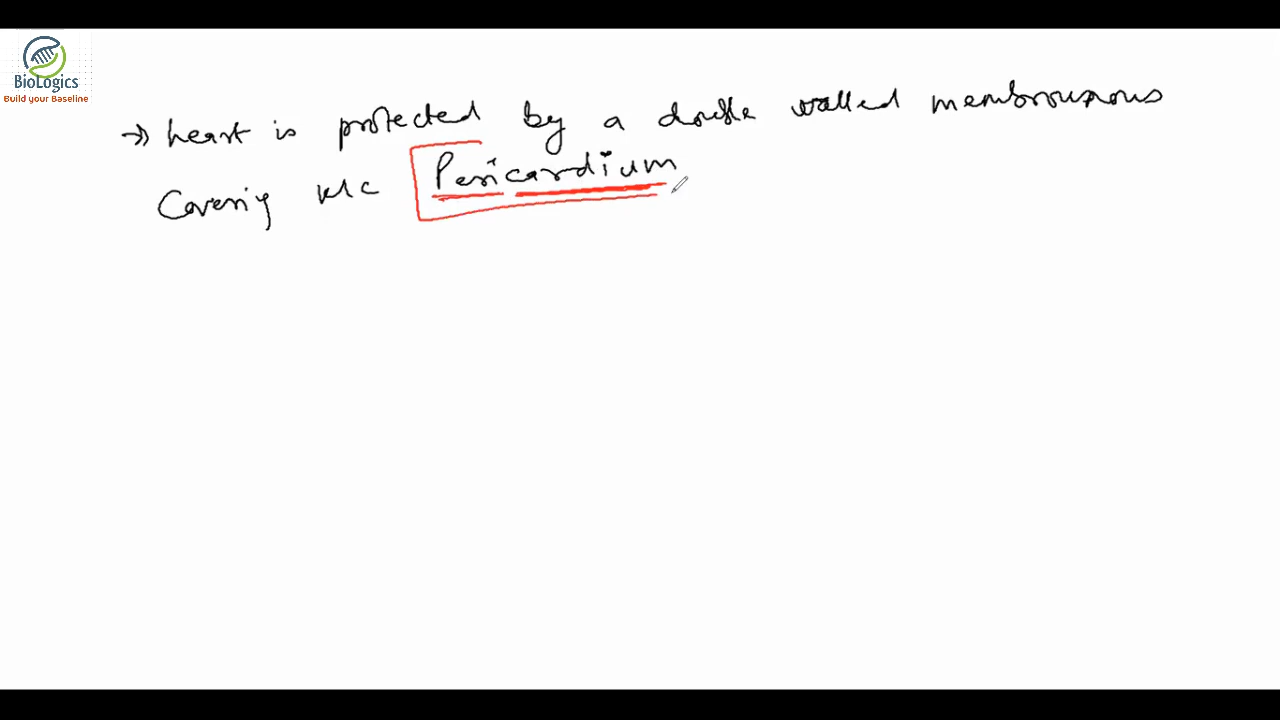 BioLogics
Build your Baseline
→ heart is protected by a double walled membranous
Covering k/c Pericardium